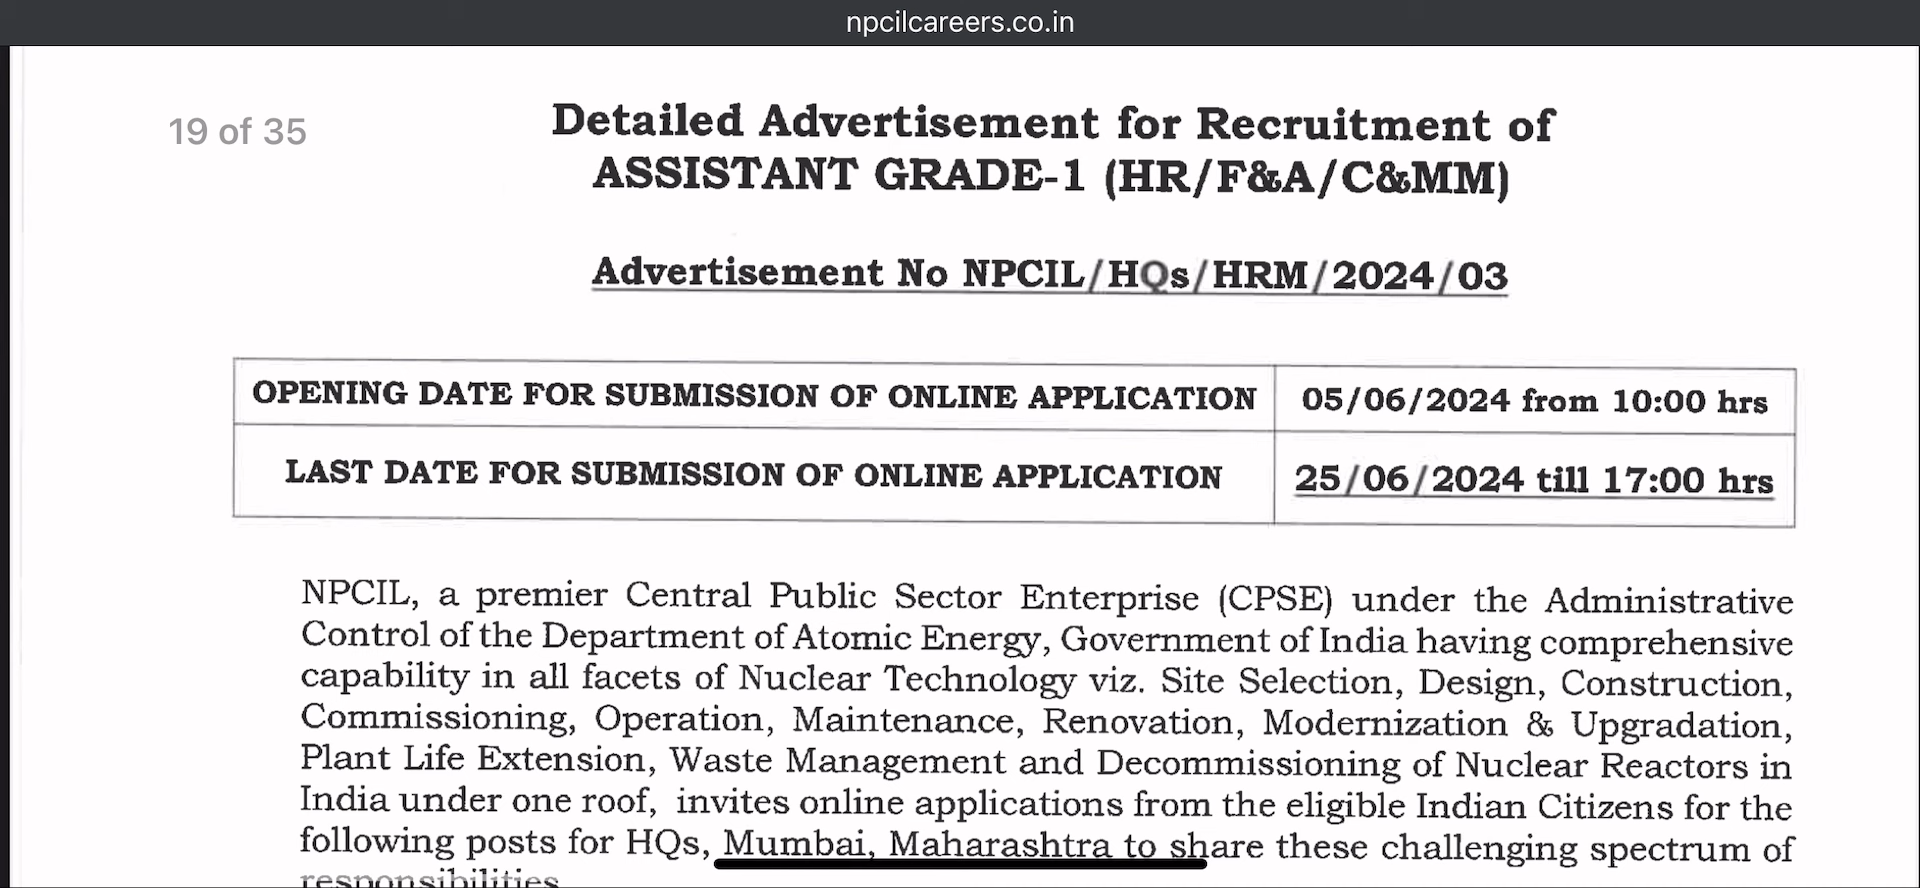 npcilcareers.co.in
19 of 35
Detailed Advertisement for Recruitment of
ASSISTANT GRADE-1 (HR/F&A/C&MM)
Advertisement No NPCIL/HQs/HRM/2024/03
OPENING DATE FOR SUBMISSION OF ONLINE APPLICATION 05/06/2024 from 10:00 hrs
LAST DATE FOR SUBMISSION OF ONLINE APPLICATION 25/06/2024 till 17:00 hrs
NPCIL, a premier Central Public Sector Enterprise (CPSE) under the Administrative
Control of the Department of Atomic Energy, Government of India having comprehensive
capability in all facets of Nuclear Technology viz. Site Selection, Design, Construction,
Commissioning, Operation, Maintenance, Renovation, Modernization & Upgradation,
Plant Life Extension, Waste Management and Decommissioning of Nuclear Reactors in
India under one roof, invites online applications from the eligible Indian Citizens for the
following posts for HQs, Mumbai, Maharashtra to share these challenging spectrum of
responsibilities